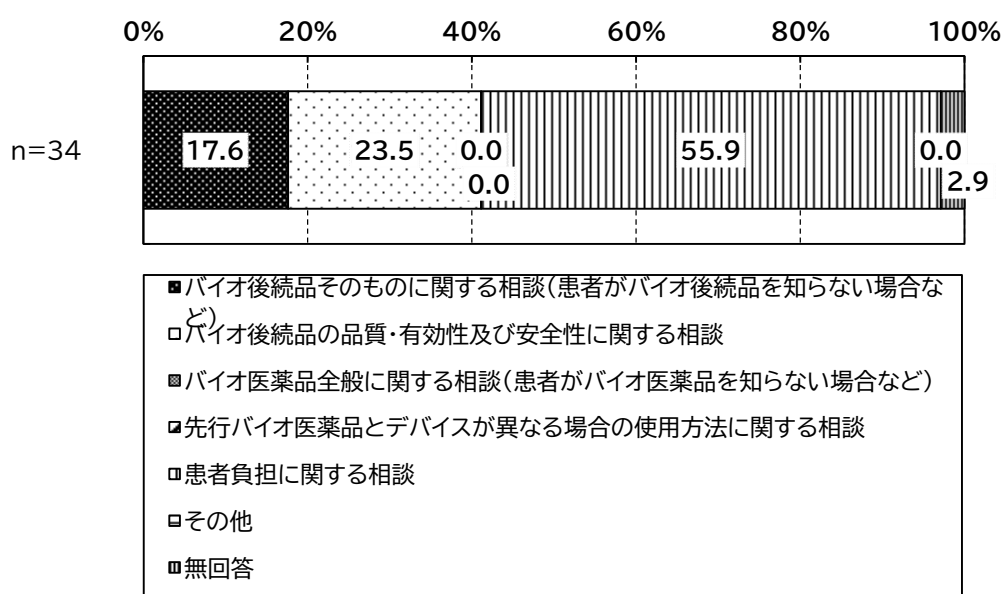 0% 20% 40% 60% 80% 100%
n=34
17.6 23.5 0.0 55.9 0.0
0.0 2.9
バイオ後続品そのものに関する相談(患者がバイオ後続品を知らない場合な
ど)
バイオ後続品の品質・有効性及び安全性に関する相談
バイオ医薬品全般に関する相談(患者がバイオ医薬品を知らない場合など)
先行バイオ医薬品とデバイスが異なる場合の使用方法に関する相談
患者負担に関する相談
その他
無回答